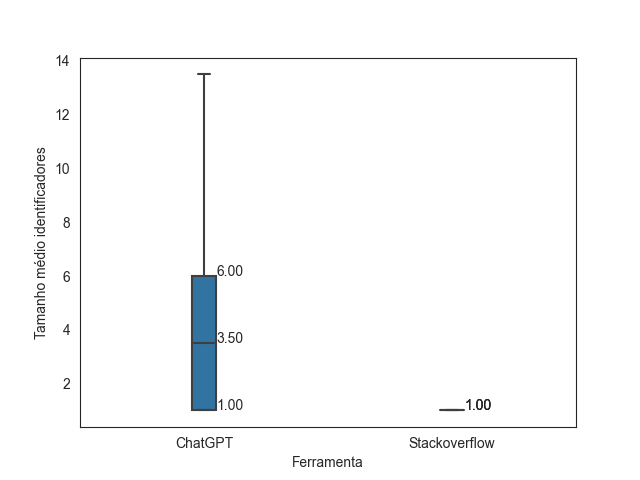 14
12
10
8
6
4
2
Tamanho médio identificadores
6.00
3.50
1.00
1.00
ChatGPT
Stackoverflow
Ferramenta